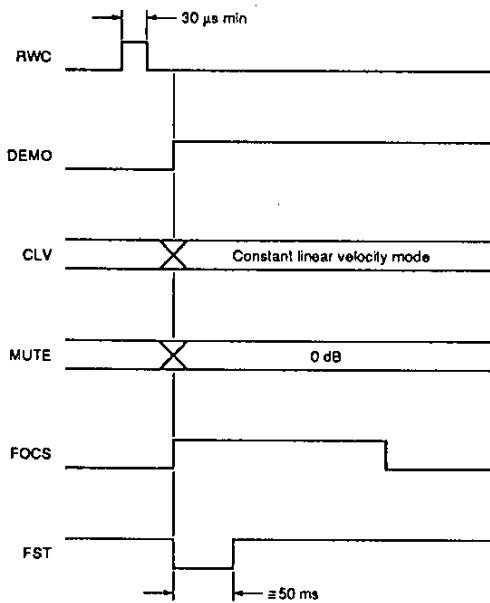 30 µs min
RWC
DEMO
CLV
Constant linear velocity mode
MUTE
0 dB
FOCS
FST
≅50 ms